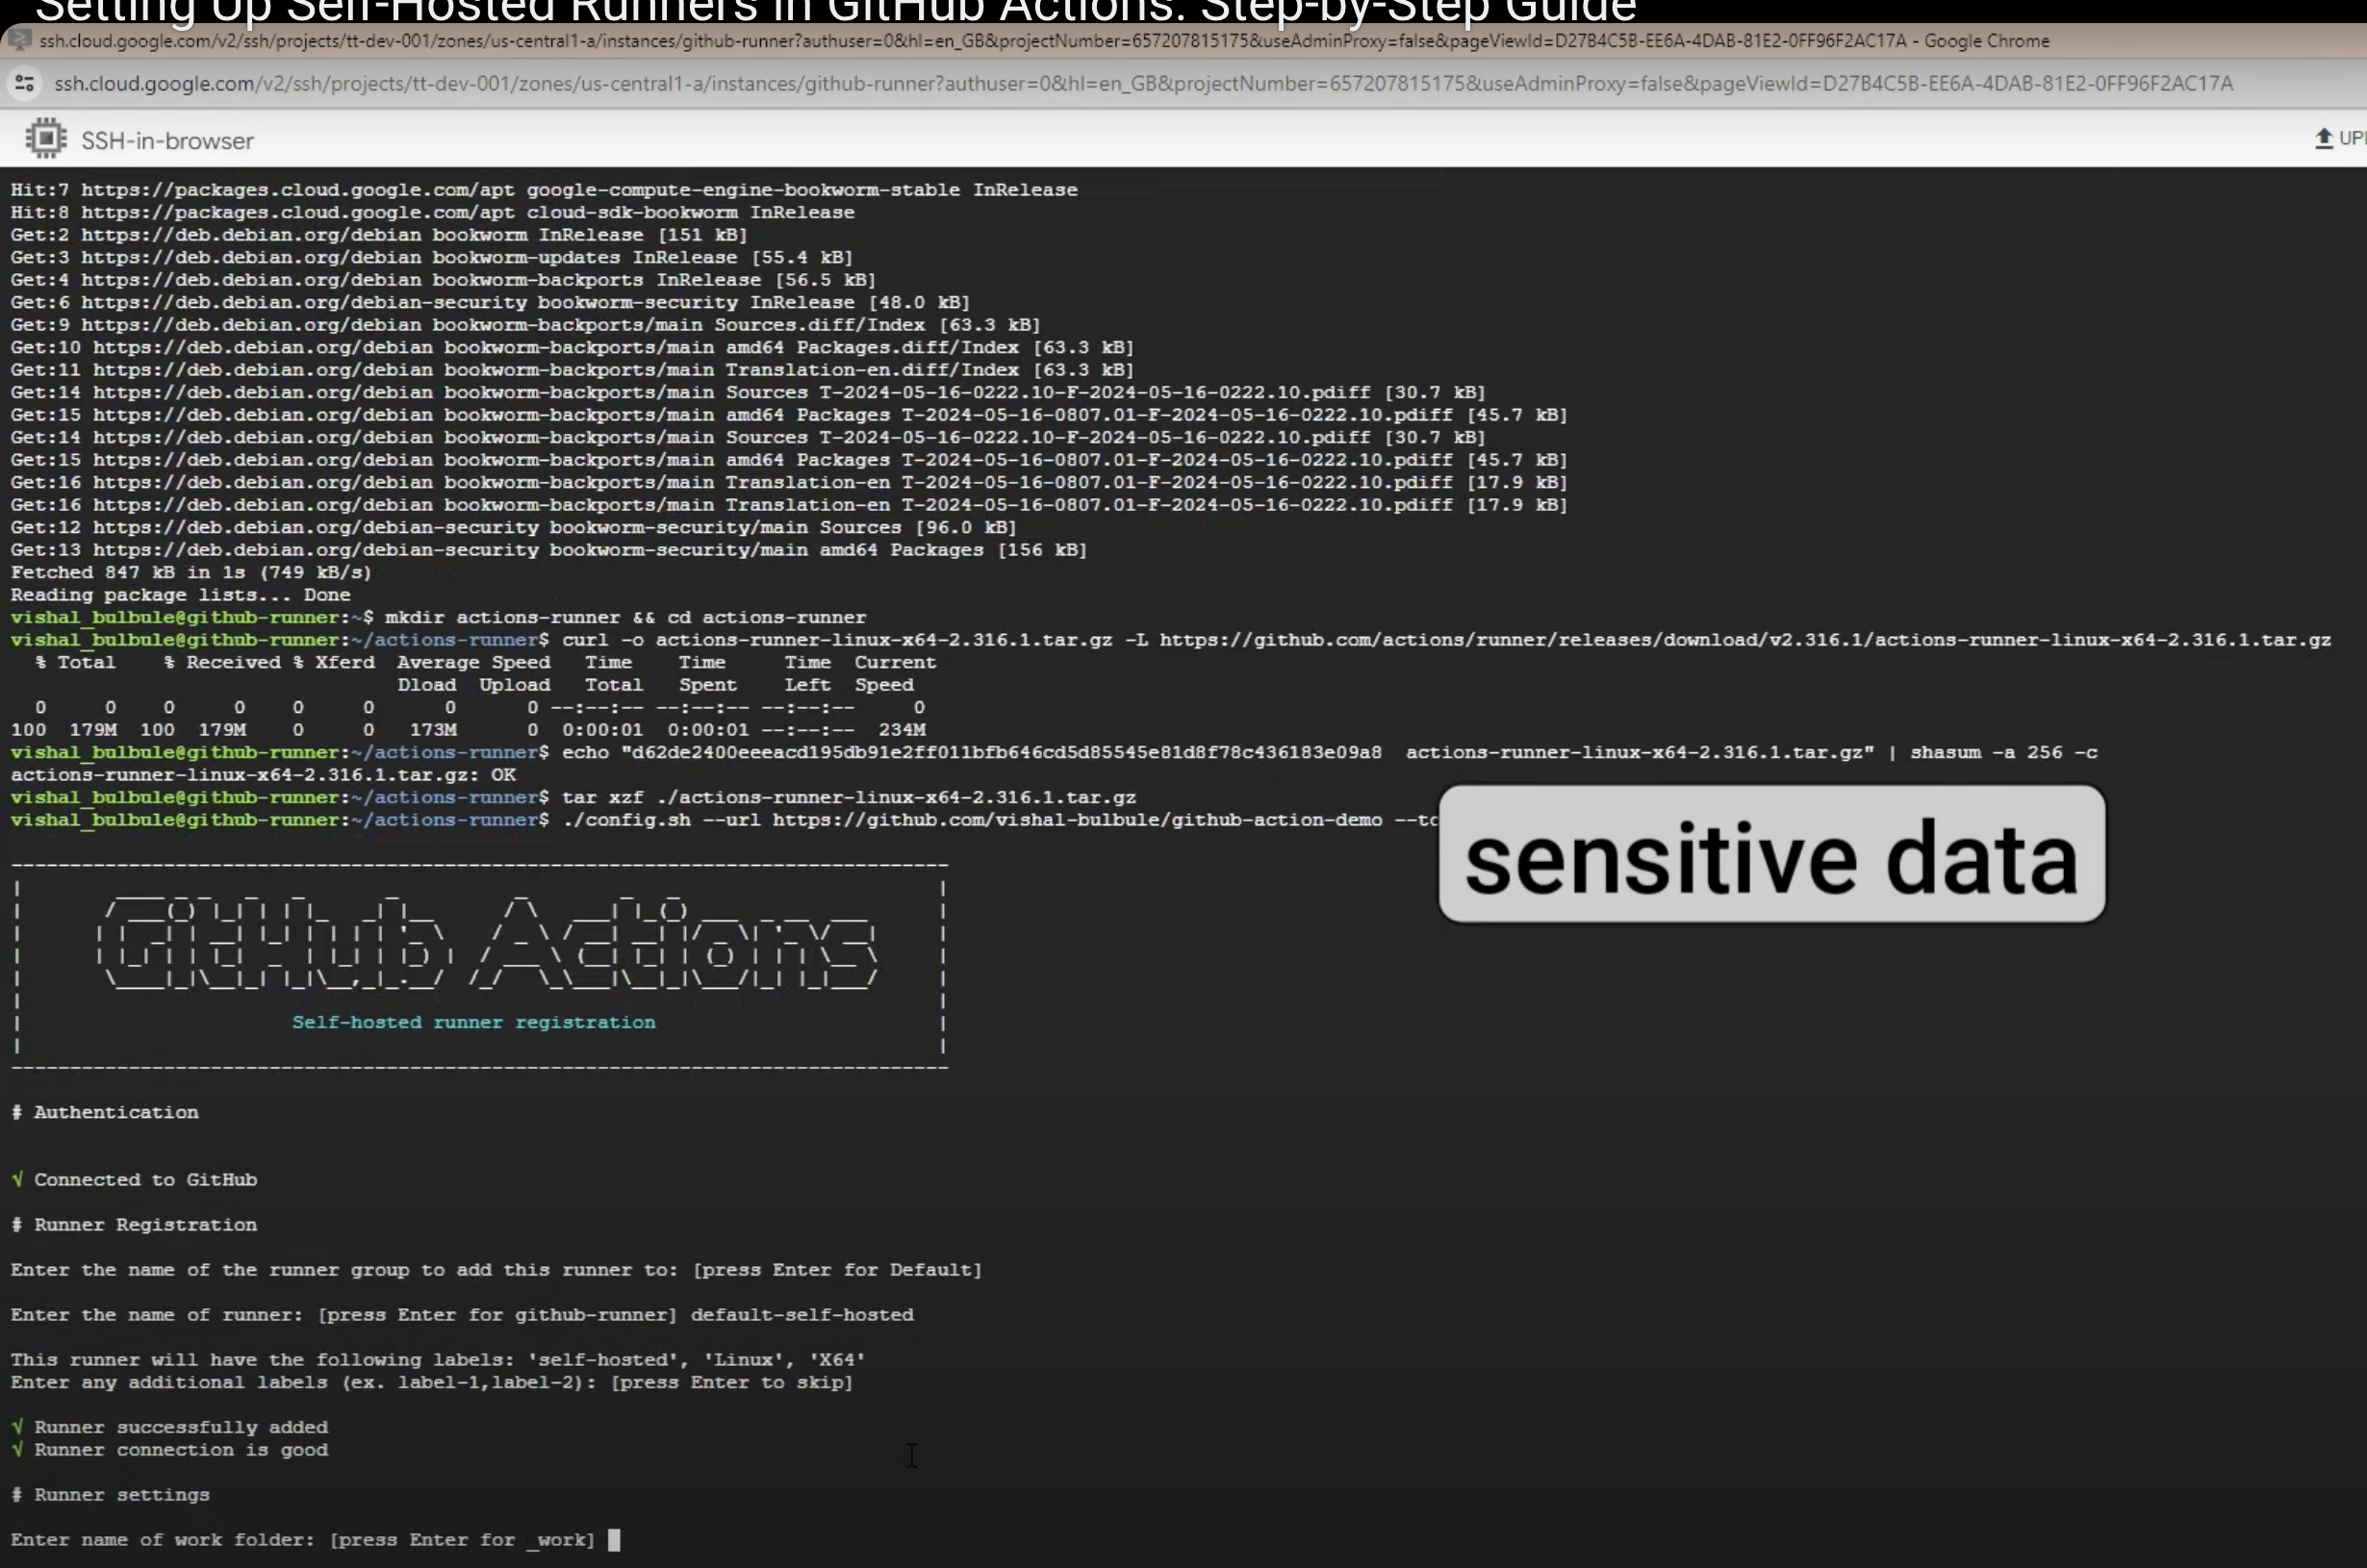 Setting Up Self-Hosted Runners in GitHub Actions: Step-by-Step Guide
ssh.cloud.google.com/v2/ssh/projects/tt-dev-001/zones/us-central1-a/instances/github-runner?authuser=0&hl=en_GB&projectNumber=657207815175&useAdminProxy=false&pageViewId=D27B4C5B-EE6A-4DAB-81E2-0FF96F2AC17A - Google Chrome
ssh.cloud.google.com/v2/ssh/projects/tt-dev-001/zones/us-central1-a/instances/github-runner?authuser=0&hl=en_GB&projectNumber=657207815175&useAdminProxy=false&pageViewId=D27B4C5B-EE6A-4DAB-81E2-0FF96F2AC17A
SSH-in-browser
Hit:7 https://packages.cloud.google.com/apt google-compute-engine-bookworm-stable InRelease
Hit:8 https://packages.cloud.google.com/apt cloud-sdk-bookworm InRelease
Get:2 https://deb.debian.org/debian bookworm InRelease [151 kB]
Get:3 https://deb.debian.org/debian bookworm-updates InRelease [55.4 kB]
Get:4 https://deb.debian.org/debian bookworm-backports InRelease [56.5 kB]
Get:6 https://deb.debian.org/debian-security bookworm-security InRelease [48.0 kB]
Get:9 https://deb.debian.org/debian bookworm-backports/main Sources.diff/Index [63.3 kB]
Get:10 https://deb.debian.org/debian bookworm-backports/main amd64 Packages.diff/Index [63.3 kB]
Get:11 https://deb.debian.org/debian bookworm-backports/main Translation-en.diff/Index [63.3 kB]
Get:14 https://deb.debian.org/debian bookworm-backports/main Sources T-2024-05-16-0222.10-F-2024-05-16-0222.10.pdiff [30.7 kB]
Get:15 https://deb.debian.org/debian bookworm-backports/main amd64 Packages T-2024-05-16-0807.01-F-2024-05-16-0222.10.pdiff [45.7 kB]
Get:14 https://deb.debian.org/debian bookworm-backports/main Sources T-2024-05-16-0222.10-F-2024-05-16-0222.10.pdiff [30.7 kB]
Get:15 https://deb.debian.org/debian bookworm-backports/main amd64 Packages T-2024-05-16-0807.01-F-2024-05-16-0222.10.pdiff [45.7 kB]
Get:16 https://deb.debian.org/debian bookworm-backports/main Translation-en T-2024-05-16-0807.01-F-2024-05-16-0222.10.pdiff [17.9 kB]
Get:16 https://deb.debian.org/debian bookworm-backports/main Translation-en T-2024-05-16-0807.01-F-2024-05-16-0222.10.pdiff [17.9 kB]
Get:12 https://deb.debian.org/debian-security bookworm-security/main Sources [96.0 kB]
Get:13 https://deb.debian.org/debian-security bookworm-security/main amd64 Packages [156 kB]
Fetched 847 kB in 1s (749 kB/s)
Reading package lists... Done
vishal_bulbule@github-runner:~$ mkdir actions-runner && cd actions-runner
vishal_bulbule@github-runner:~/actions-runner$ curl -o actions-runner-linux-x64-2.316.1.tar.gz -L https://github.com/actions/runner/releases/download/v2.316.1/actions-runner-linux-x64-2.316.1.tar.gz
% Total % Received % Xferd Average Speed Time Time Time Current
Dload Upload Total Spent Left Speed
0 0 0 0 0 0 0 0 --:--:-- --:--:-- --:--:-- 0
100 179M 100 179M 0 0 173M 0 0:00:01 0:00:01 --:--:-- 234M
vishal_bulbule@github-runner:~/actions-runner$ echo "d62de2400eeeacd195db91e2ff011bfb646cd5d85545e81d8f78c436183e09a8 actions-runner-linux-x64-2.316.1.tar.gz" | shasum -a 256 -c
actions-runner-linux-x64-2.316.1.tar.gz: OK
vishal_bulbule@github-runner:~/actions-runner$ tar xzf ./actions-runner-linux-x64-2.316.1.tar.gz
vishal_bulbule@github-runner:~/actions-runner$ ./config.sh --url https://github.com/vishal-bulbule/github-action-demo --to
sensitive data
GitHub Actions
Self-hosted runner registration
# Authentication
√ Connected to GitHub
# Runner Registration
Enter the name of the runner group to add this runner to: [press Enter for Default]
Enter the name of runner: [press Enter for github-runner] default-self-hosted
This runner will have the following labels: 'self-hosted', 'Linux', 'X64'
Enter any additional labels (ex. label-1,label-2): [press Enter to skip]
√ Runner successfully added
√ Runner connection is good
# Runner settings
Enter name of work folder: [press Enter for _work]